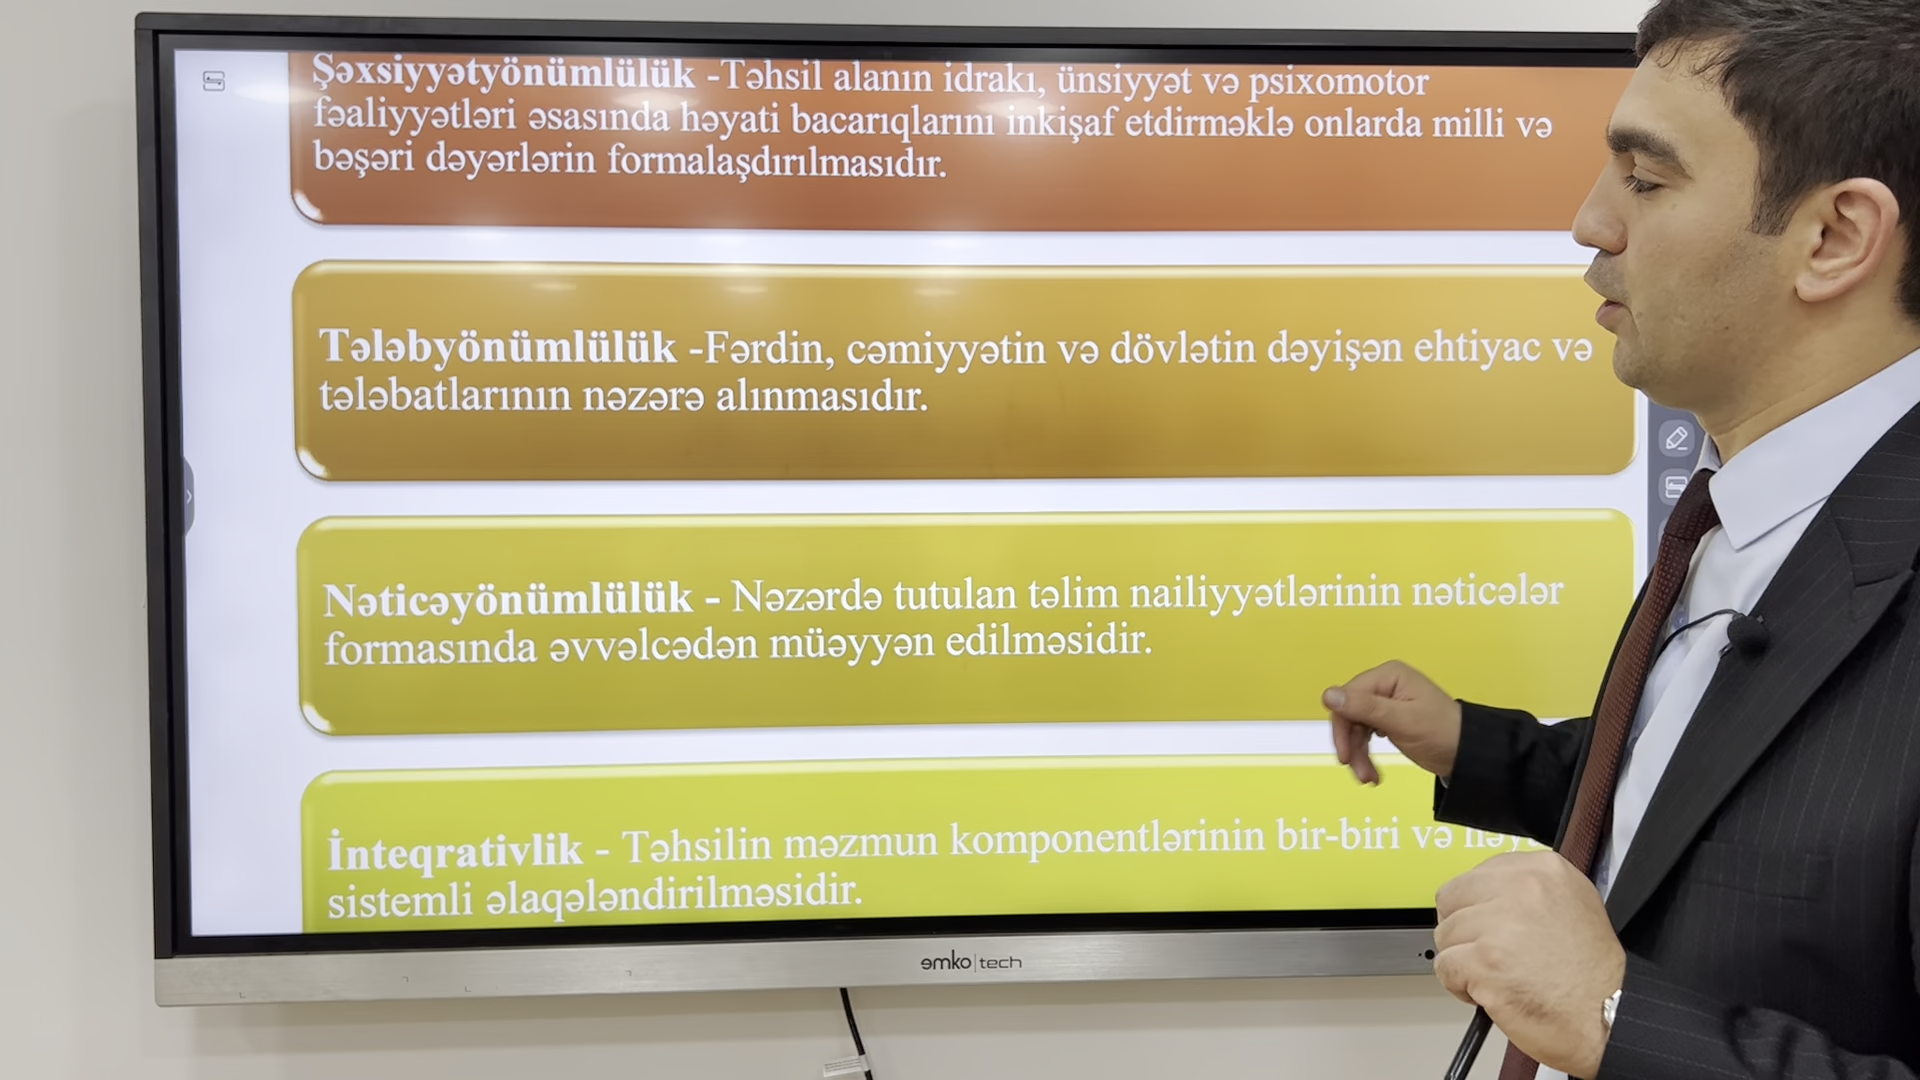 Şəxsiyyətyönümlülük -Təhsil alanın idrakı, ünsiyyət və psixomotor
fəaliyyətləri əsasında həyati bacarıqlarını inkişaf etdirməklə onlarda milli və
bəşəri dəyərlərin formalaşdırılmasıdır.
Tələbyönümlülük -Fərdin, cəmiyyətin və dövlətin dəyişən ehtiyac və
tələbatlarının nəzərə alınmasıdır.
Nəticəyönümlülük - Nəzərdə tutulan təlim nailiyyətlərinin nəticələr
formasında əvvəlcədən müəyyən edilməsidir.
İnteqrativlik - Təhsilin məzmun komponentlərinin bir-biri və
sistemli əlaqələndirilməsidir.
emko|tech